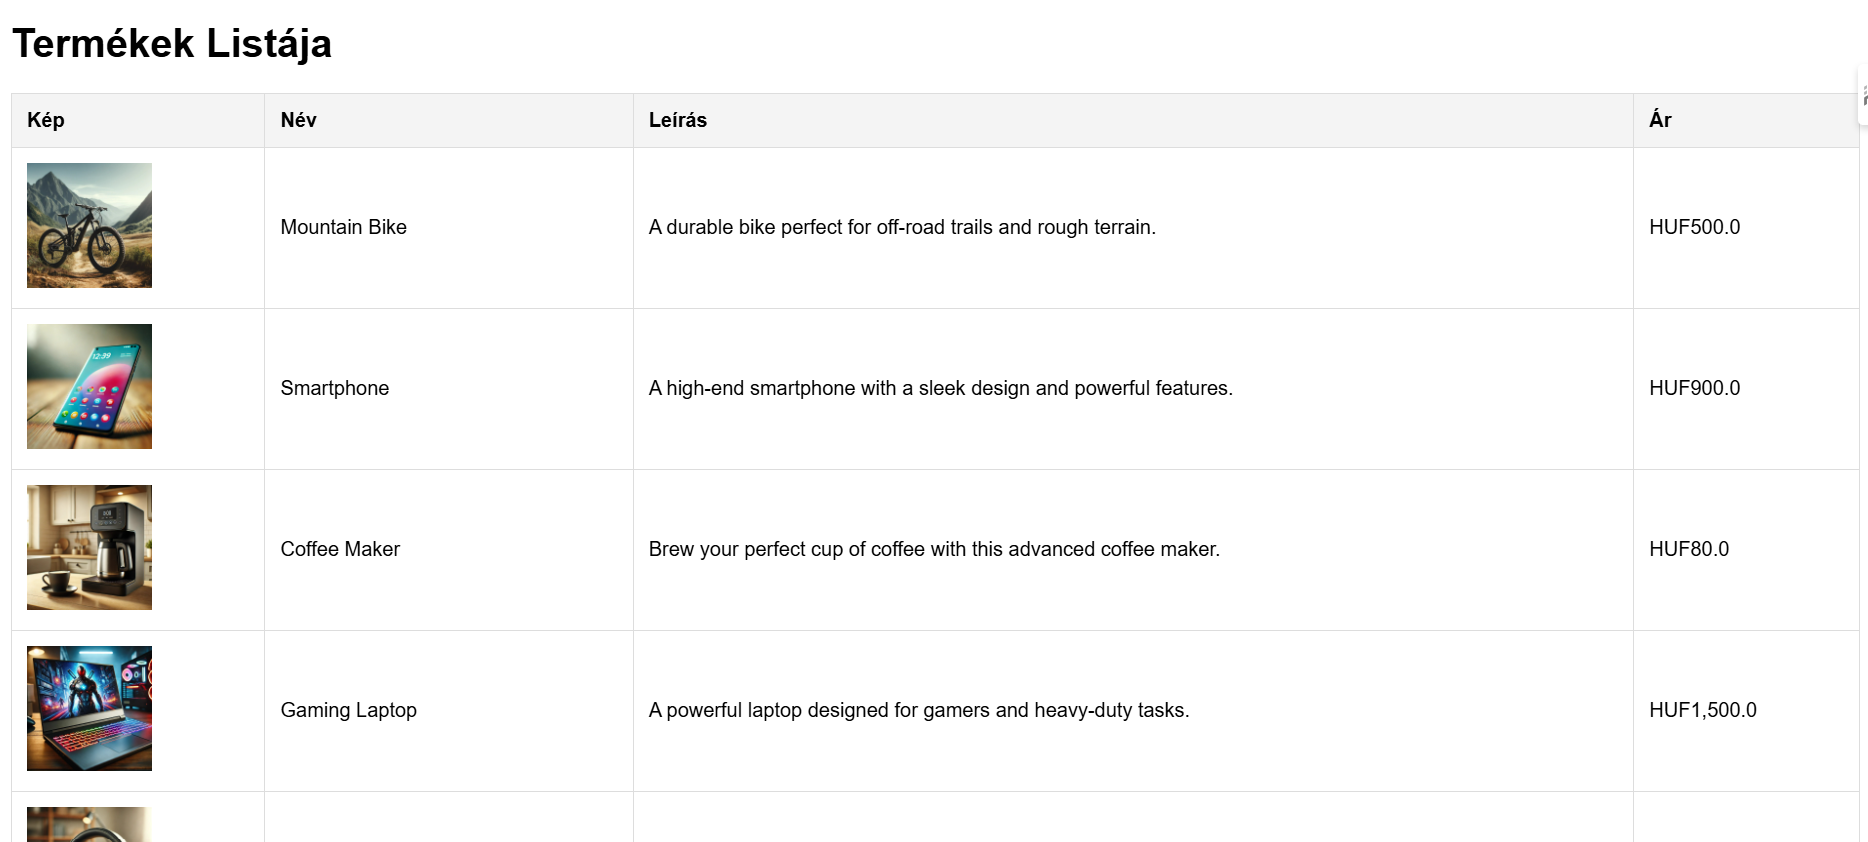 Termékek Listája
Kép Név Leírás Ár
Mountain Bike A durable bike perfect for off-road trails and rough terrain. HUF500.0
12:39
Smartphone A high-end smartphone with a sleek design and powerful features. HUF900.0
Coffee Maker Brew your perfect cup of coffee with this advanced coffee maker. HUF80.0
Gaming Laptop A powerful laptop designed for gamers and heavy-duty tasks. HUF1,500.0